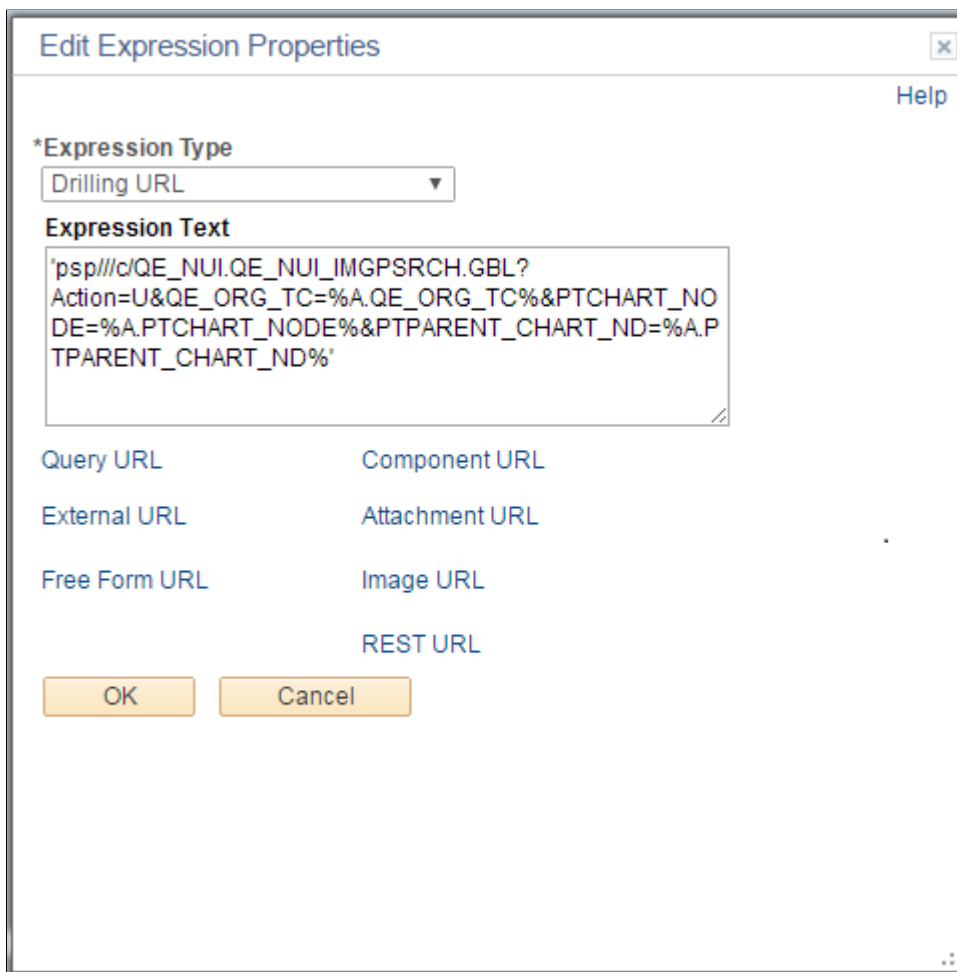 Edit Expression Properties
Help
*Expression Type
Drilling URL
Expression Text
'psp///c/QE_NUI.QE_NUI_IMGPSRCH.GBL?
Action=U&QE_ORG_TC=%A.QE_ORG_TC%&PTCHART_NO
DE=%A.PTCHART_NODE%&PTPARENT_CHART_ND=%A.P
TPARENT_CHART_ND%'
Query URL Component URL
External URL Attachment URL
Free Form URL Image URL
REST URL
OK Cancel